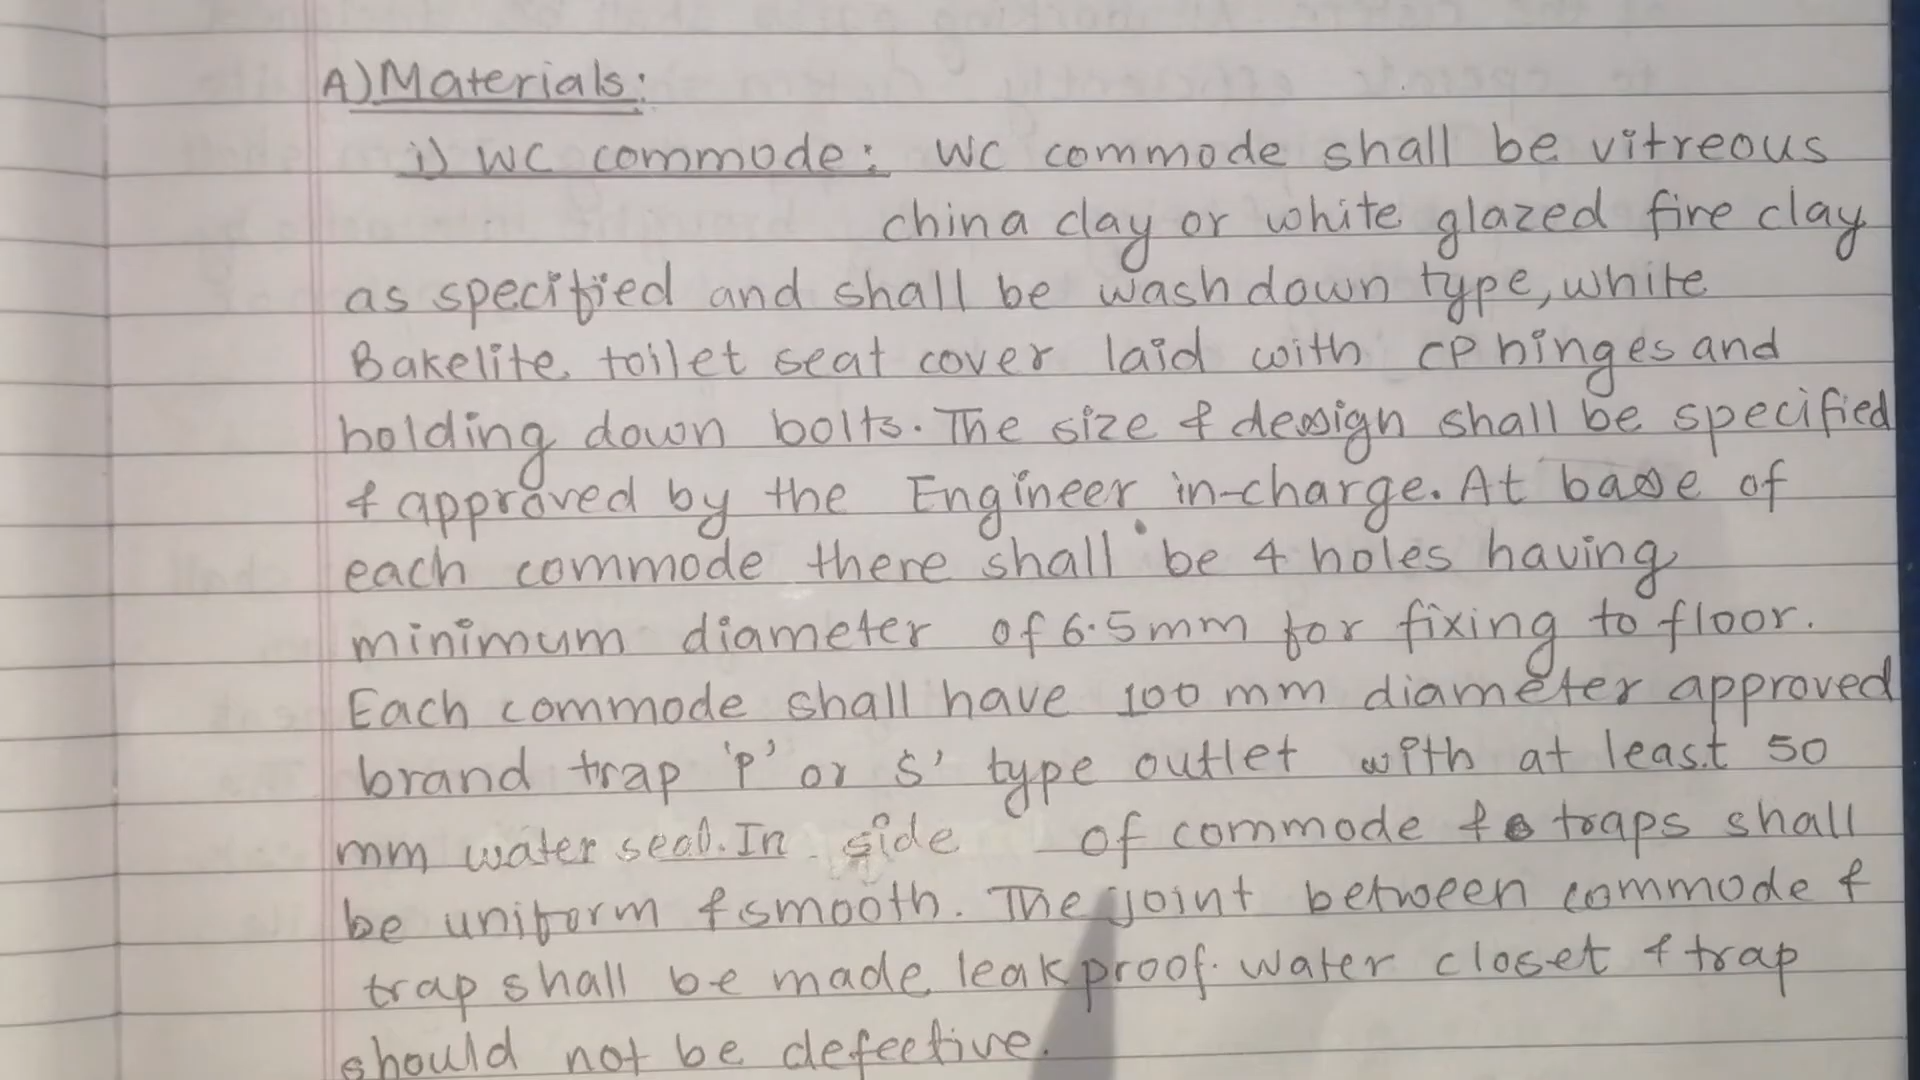 A) Materials:
i) WC commode: WC commode shall be vitreous
china clay or white glazed fire clay
as specified and shall be wash down type, white
Bakelite toilet seat cover laid with CP hinges and
holding down bolts. The size & design shall be specified
& approved by the Engineer in-charge. At base of
each commode there shall be 4 holes having
minimum diameter of 6.5mm for fixing to floor.
Each commode shall have 100 mm diameter approved
brand trap 'P' or S' type outlet with at least 50
mm water seal. In side of commode & traps shall
be uniform & smooth. The joint between commode &
trap shall be made leakproof. water closet & trap
should not be defective.